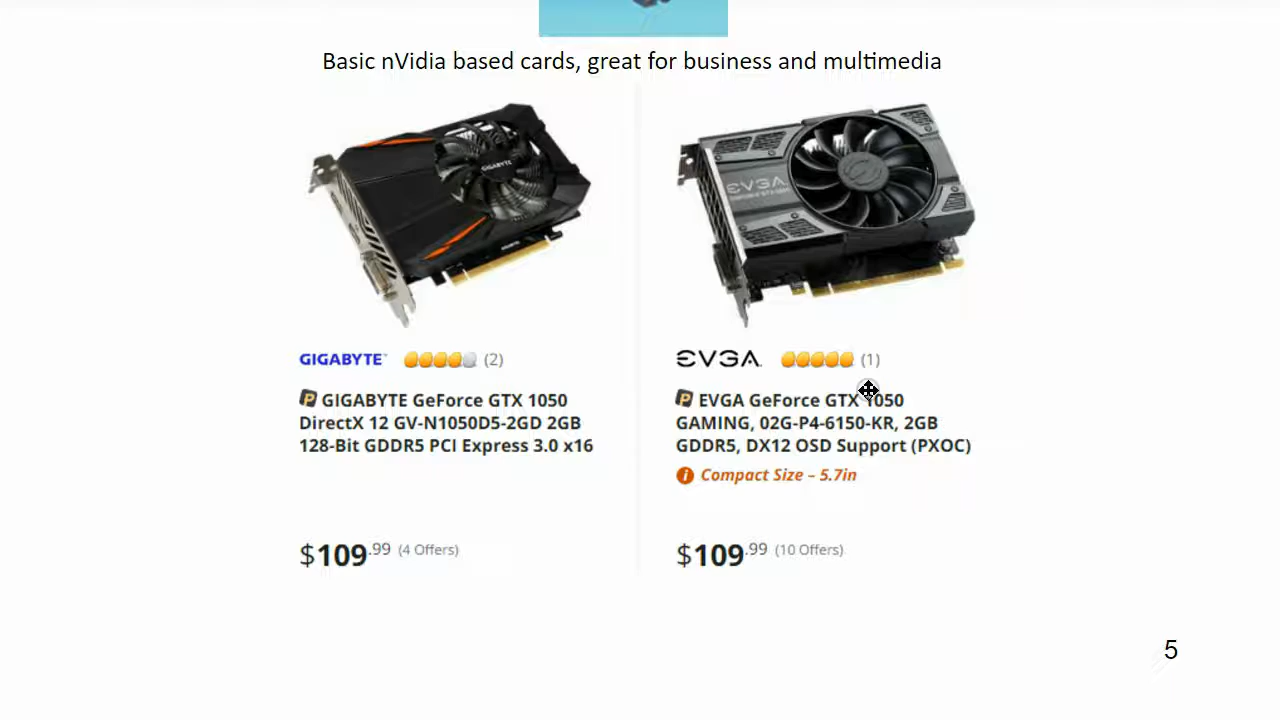 Basic nVidia based cards, great for business and multimedia
GIGABYTE
EVGA
GIGABYTE (2)
GIGABYTE GeForce GTX 1050
DirectX 12 GV-N1050D5-2GD 2GB
128-Bit GDDR5 PCI Express 3.0 x16
$109.99 (4 Offers)
EVGA (1)
EVGA GeForce GTX 1050
GAMING, 02G-P4-6150-KR, 2GB
GDDR5, DX12 OSD Support (PXOC)
Compact Size – 5.7in
$109.99 (10 Offers)
5